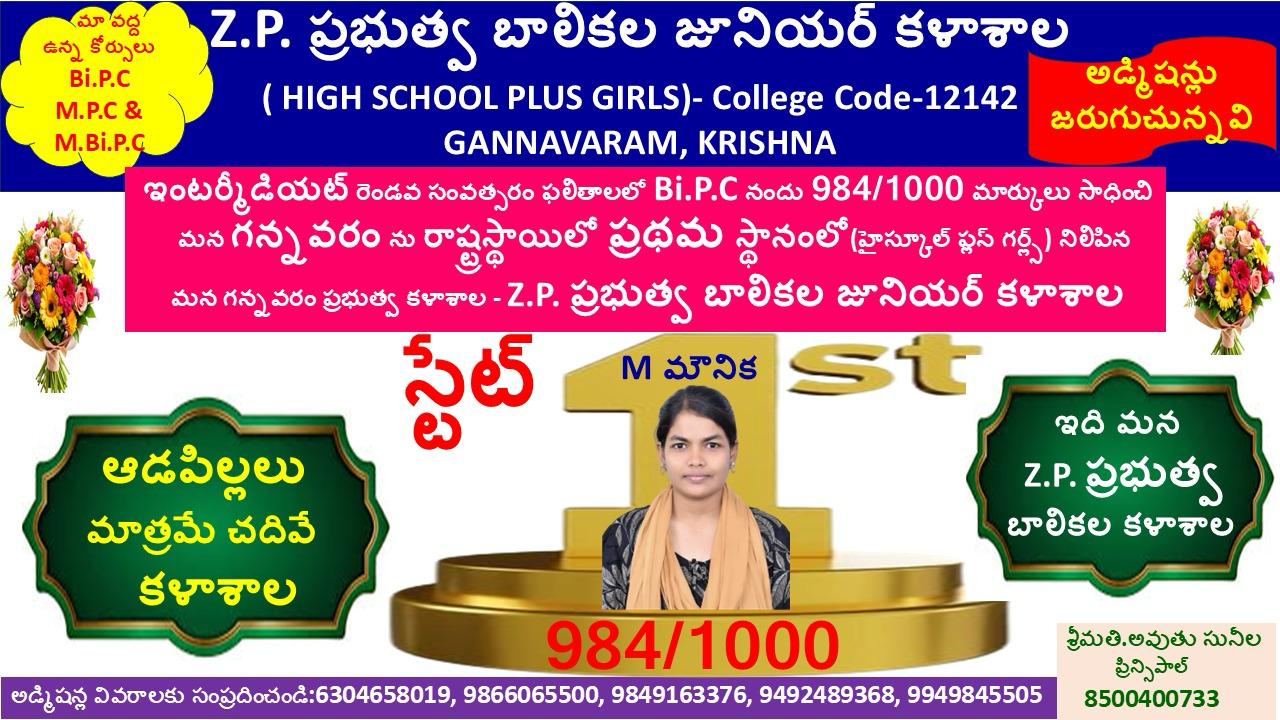 మా వద్ద
ఉన్న కోర్సులు
Bi.P.C
M.P.C &
M.Bi.P.C
Z.P. ప్రభుత్వ బాలికల జూనియర్ కళాశాల
( HIGH SCHOOL PLUS GIRLS)- College Code-12142
GANNAVARAM, KRISHNA
అడ్మిషన్లు
జరుగుచున్నవి
ఇంటర్మీడియట్ రెండవ సంవత్సరం ఫలితాలలో Bi.P.C నందు 984/1000 మార్కులు సాధించి
మన గన్నవరం ను రాష్ట్రస్థాయిలో ప్రథమ స్థానంలో(హైస్కూల్ ప్లస్ గర్ల్స్) నిలిపిన
మన గన్నవరం ప్రభుత్వ కళాశాల - Z.P. ప్రభుత్వ బాలికల జూనియర్ కళాశాల
స్టేట్
1st
M మౌనిక
984/1000
ఆడపిల్లలు
మాత్రమే చదివే
కళాశాల
ఇది మన
Z.P. ప్రభుత్వ
బాలికల కళాశాల
శ్రీమతి.అవుతు సునీల
ప్రిన్సిపాల్
8500400733
అడ్మిషన్ల వివరాలకు సంప్రదించండి:6304658019, 9866065500, 9849163376, 9492489368, 9949845505